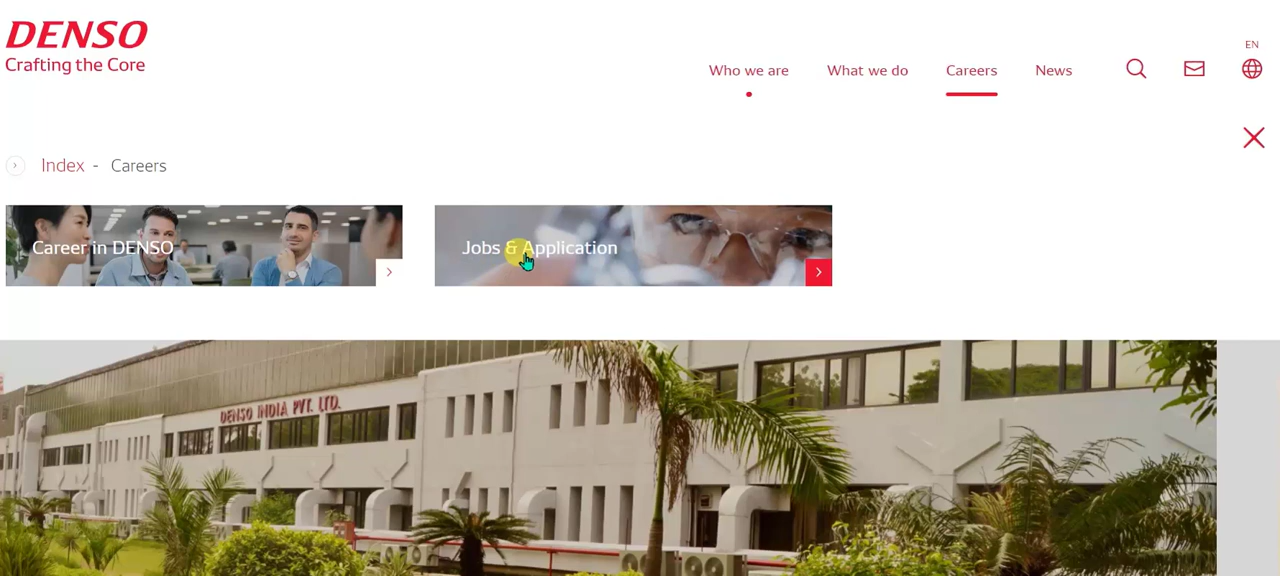 DENSO
Crafting the Core
EN
Who we are
What we do
Careers
News
Index - Careers
Career in DENSO
Jobs & Application
DENSO INDIA PVT. LTD.